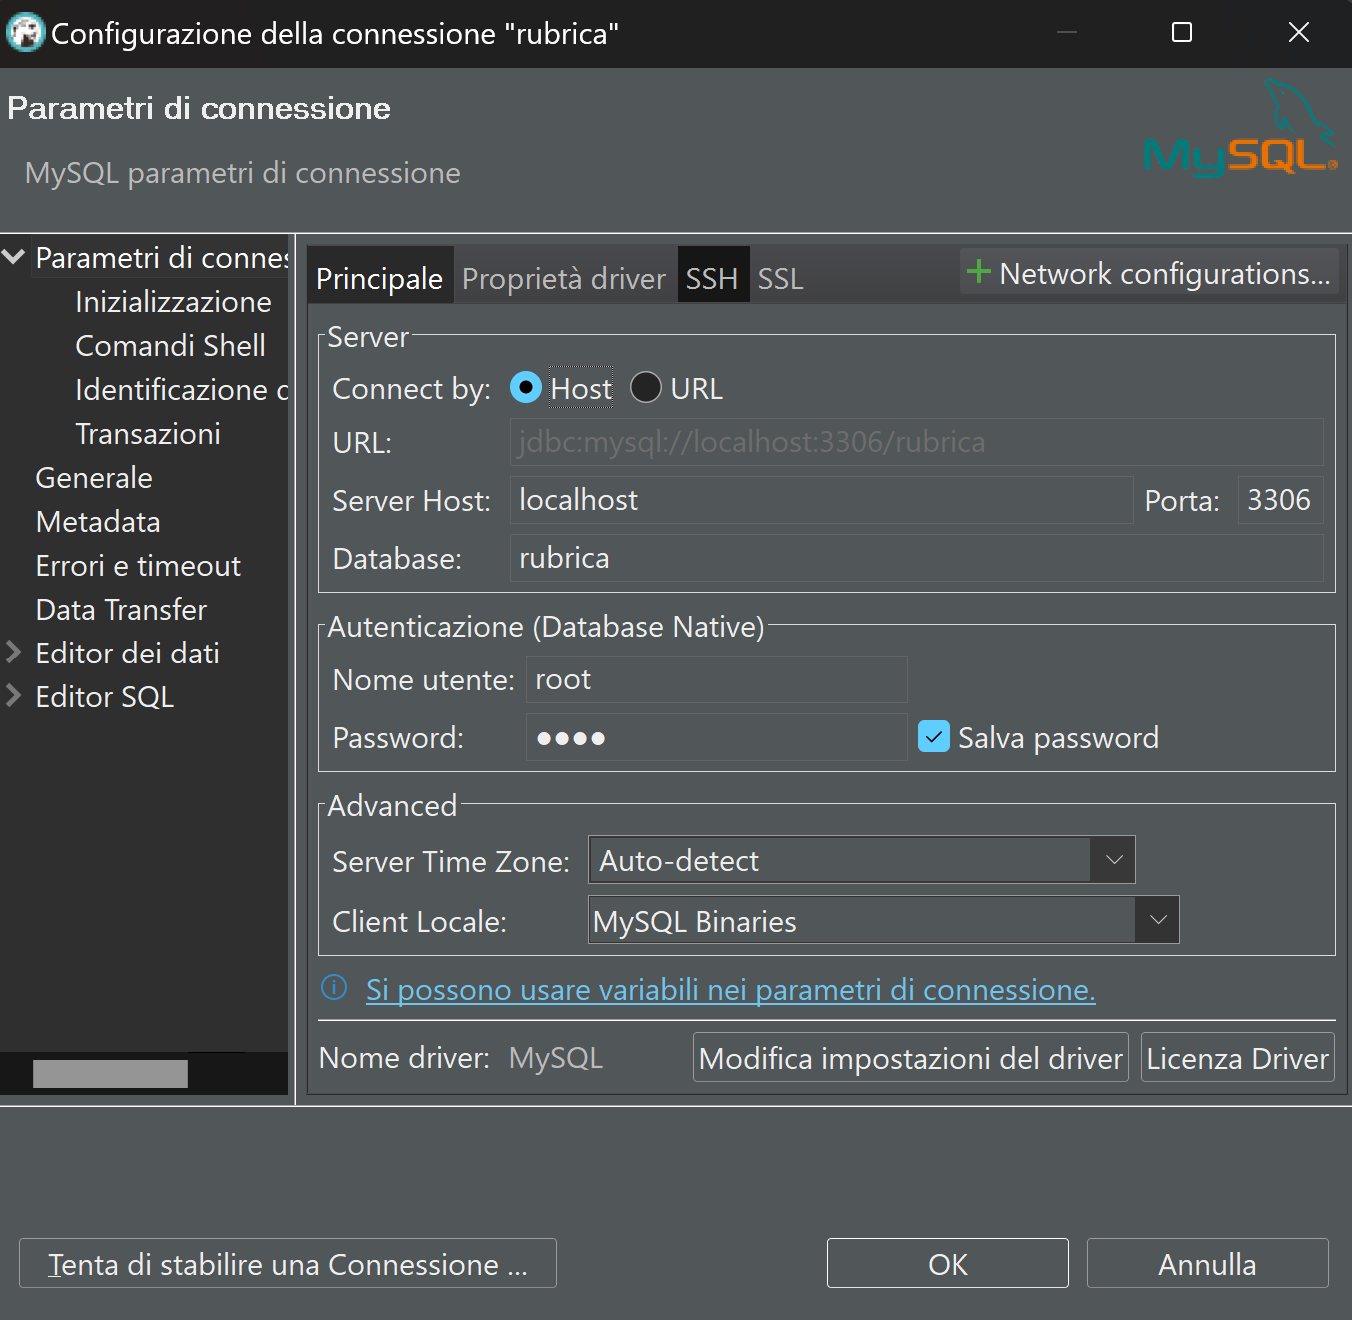 Configurazione della connessione "rubrica"
Parametri di connessione
MySQL parametri di connessione
MySQL®
Parametri di connes
Inizializzazione
Comandi Shell
Identificazione c
Transazioni
Generale
Metadata
Errori e timeout
Data Transfer
Editor dei dati
Editor SQL
Principale Proprietà driver SSH SSL + Network configurations...
Server
Connect by: Host URL
URL: jdbc:mysql://localhost:3306/rubrica
Server Host: localhost Porta: 3306
Database: rubrica
Autenticazione (Database Native)
Nome utente: root
Password: ●●●● Salva password
Advanced
Server Time Zone: Auto-detect
Client Locale: MySQL Binaries
Si possono usare variabili nei parametri di connessione.
Nome driver: MySQL Modifica impostazioni del driver Licenza Driver
Tenta di stabilire una Connessione ... OK Annulla